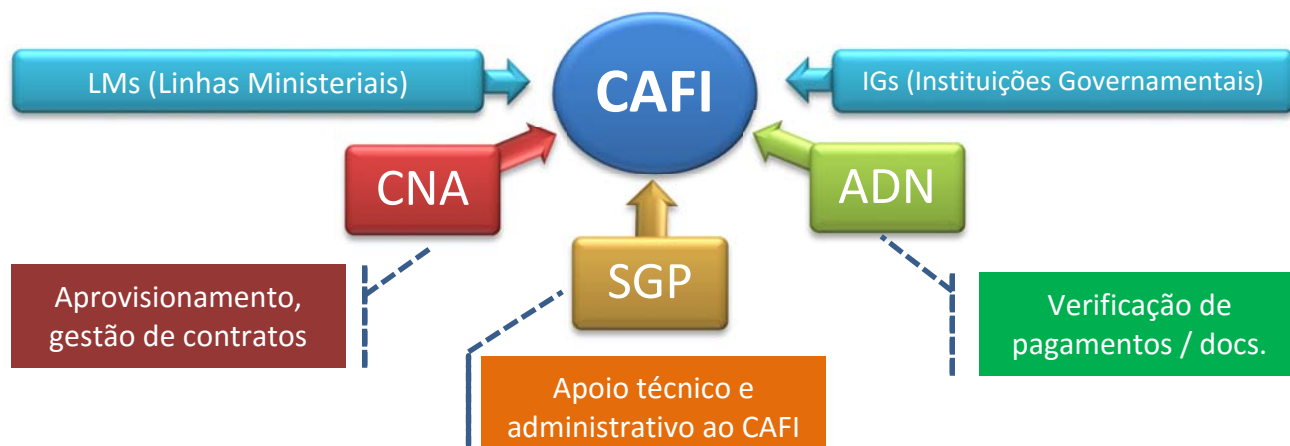 LMs (Linhas Ministeriais)
CAFI
IGs (Instituições Governamentais)
CNA
ADN
SGP
Aprovisionamento,
gestão de contratos
Verificação de
pagamentos / docs.
Apoio técnico e
administrativo ao CAFI